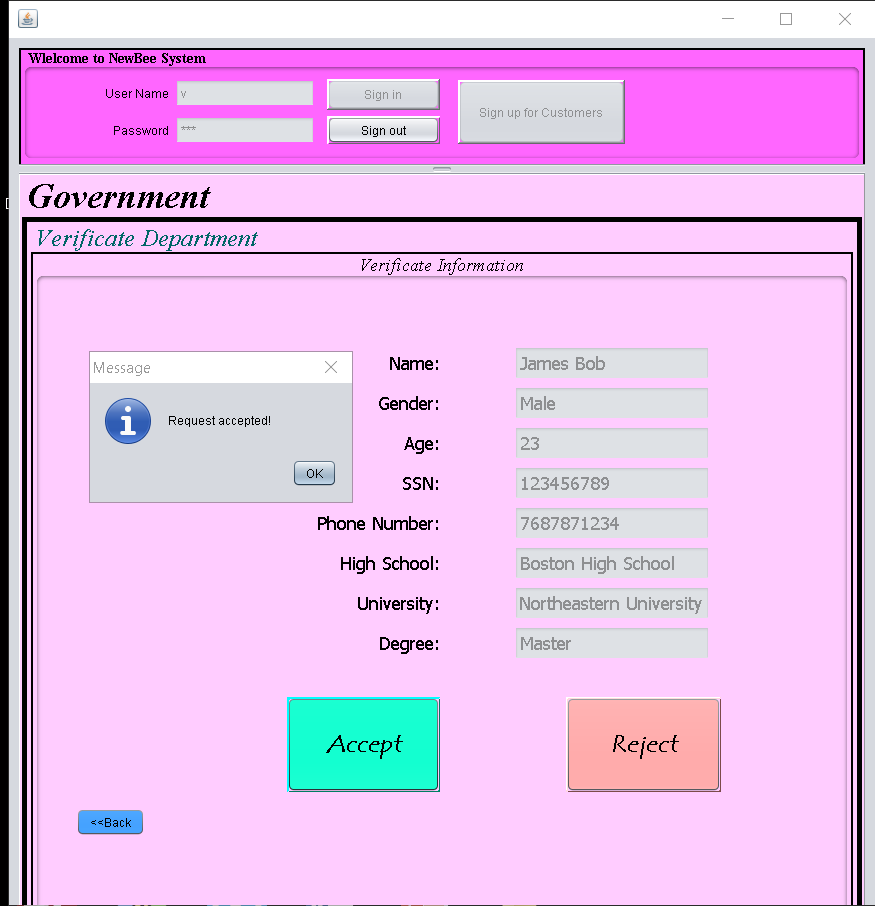 Wlelcome to NewBee System
User Name v Sign in
Sign up for Customers
Password *** Sign out
Government
Verificate Department
Verificate Information
Message
Request accepted!
OK
Name: James Bob
Gender: Male
Age: 23
SSN: 123456789
Phone Number: 7687871234
High School: Boston High School
University: Northeastern University
Degree: Master
Accept Reject
<<Back